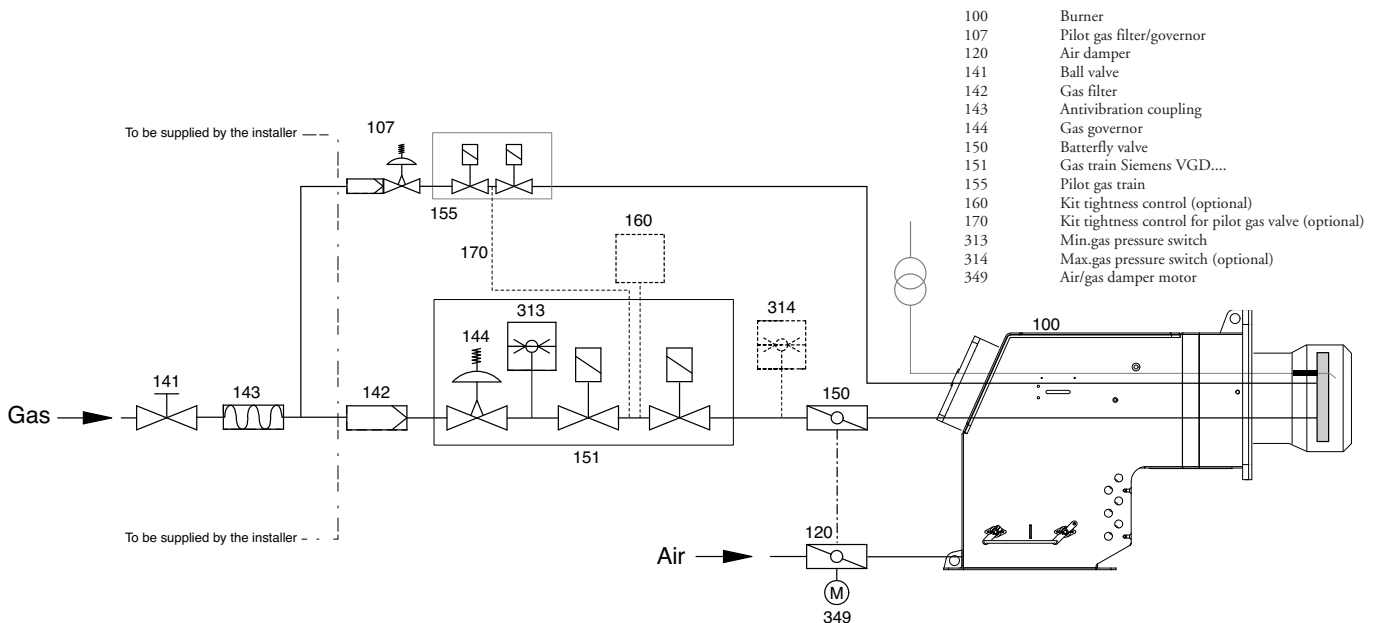 100 Burner
107 Pilot gas filter/governor
120 Air damper
141 Ball valve
142 Gas filter
143 Antivibration coupling
144 Gas governor
150 Batterfly valve
151 Gas train Siemens VGD....
155 Pilot gas train
160 Kit tightness control (optional)
170 Kit tightness control for pilot gas valve (optional)
313 Min.gas pressure switch
314 Max.gas pressure switch (optional)
349 Air/gas damper motor
To be supplied by the installer
107
155
160
170
313
314
100
144
141
143
142
150
Gas
151
To be supplied by the installer
120
Air
M
349